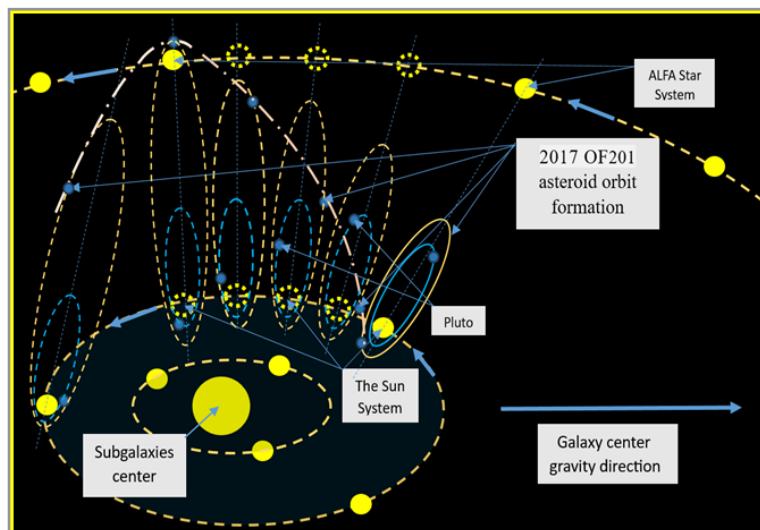 ALFA Star
System
2017 OF201
asteroid orbit
formation
Pluto
The Sun
System
Subgalaxies
center
Galaxy center
gravity direction